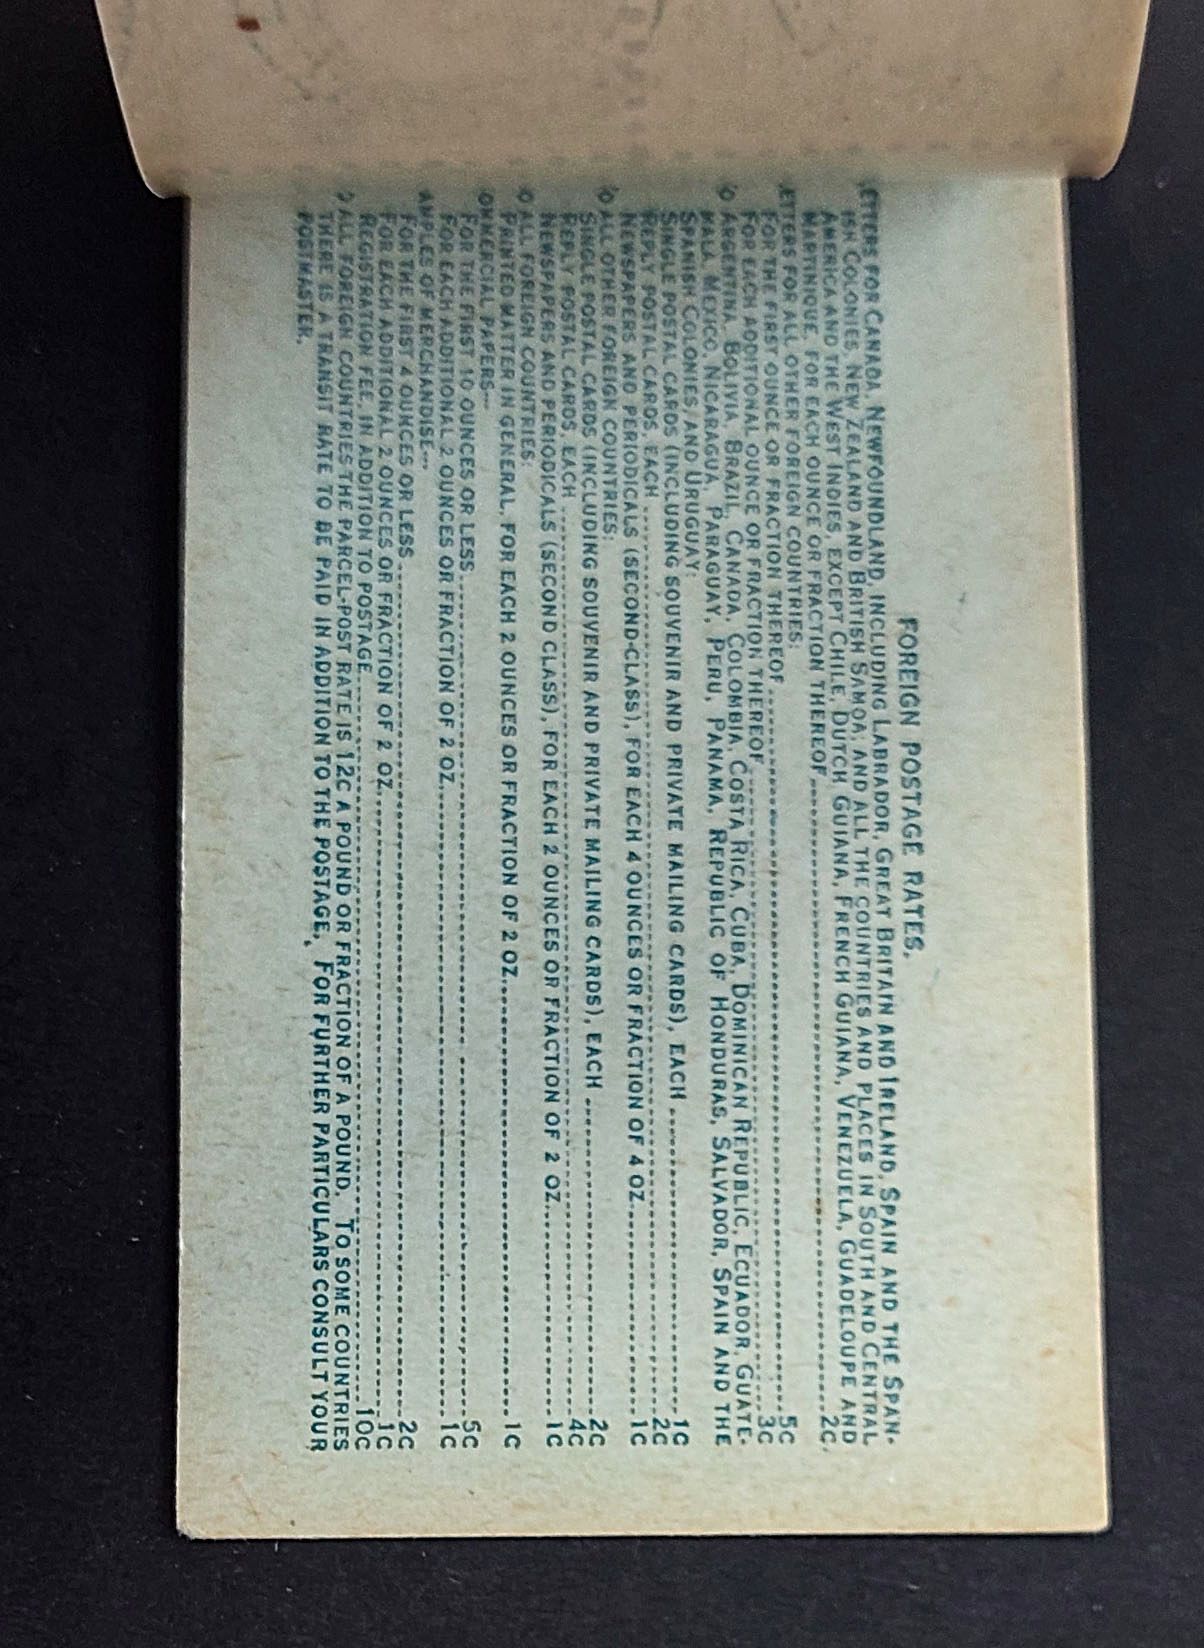 FOREIGN POSTAGE RATES.
ETTERS FOR CANADA, NEWFOUNDLAND, INCLUDING LABRADOR, GREAT BRITAIN AND IRELAND, SPAIN AND THE SPAN-
ISH COLONIES, NEW ZEALAND AND BRITISH SAMOA, AND ALL THE COUNTRIES AND PLACES IN SOUTH AND CENTRAL
AMERICA AND THE WEST INDIES, EXCEPT CHILE, DUTCH GUIANA, FRENCH GUIANA, VENEZUELA, GUADELOUPE AND
MARTINIQUE, FOR EACH OUNCE OR FRACTION THEREOF 2C.
ETTERS FOR ALL OTHER FOREIGN COUNTRIES:
FOR THE FIRST OUNCE OR FRACTION THEREOF 5C
FOR EACH ADDITIONAL OUNCE OR FRACTION THEREOF 3C
O ARGENTINA, BOLIVIA, BRAZIL, CANADA, COLOMBIA, COSTA RICA, CUBA, DOMINICAN REPUBLIC, ECUADOR, GUATE-
MALA, MEXICO, NICARAGUA, PARAGUAY, PERU, PANAMA, REPUBLIC OF HONDURAS, SALVADOR, SPAIN AND THE
SPANISH COLONIES, AND URUGUAY:
SINGLE POSTAL CARDS (INCLUDING SOUVENIR AND PRIVATE MAILING CARDS), EACH 1C
REPLY POSTAL CARDS, EACH 2C
NEWSPAPERS AND PERIODICALS (SECOND-CLASS), FOR EACH 4 OUNCES OR FRACTION OF 4 OZ. 1C
O ALL OTHER FOREIGN COUNTRIES:
SINGLE POSTAL CARDS (INCLUDING SOUVENIR AND PRIVATE MAILING CARDS), EACH 2C
REPLY POSTAL CARDS, EACH 4C
NEWSPAPERS AND PERIODICALS (SECOND CLASS), FOR EACH 2 OUNCES OR FRACTION OF 2 OZ. 1C
O ALL FOREIGN COUNTRIES:
PRINTED MATTER IN GENERAL, FOR EACH 2 OUNCES OR FRACTION OF 2 OZ. 1C
OMMERCIAL PAPERS—
FOR THE FIRST 10 OUNCES OR LESS 5C
FOR EACH ADDITIONAL 2 OUNCES OR FRACTION OF 2 OZ. 1C
AMPLES OF MERCHANDISE—
FOR THE FIRST 4 OUNCES OR LESS 2C
FOR EACH ADDITIONAL 2 OUNCES OR FRACTION OF 2 OZ. 1C
REGISTRATION FEE, IN ADDITION TO POSTAGE 10C
O ALL FOREIGN COUNTRIES THE PARCEL-POST RATE IS 12C A POUND OR FRACTION OF A POUND. TO SOME COUNTRIES
THERE IS A TRANSIT RATE TO BE PAID IN ADDITION TO THE POSTAGE. FOR FURTHER PARTICULARS CONSULT YOUR
POSTMASTER.